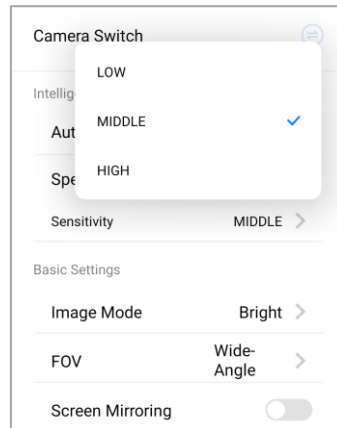 Camera Switch
LOW
Intellig
MIDDLE
Aut
HIGH
Spe
Sensitivity MIDDLE
Basic Settings
Image Mode Bright
FOV Wide-
Angle
Screen Mirroring